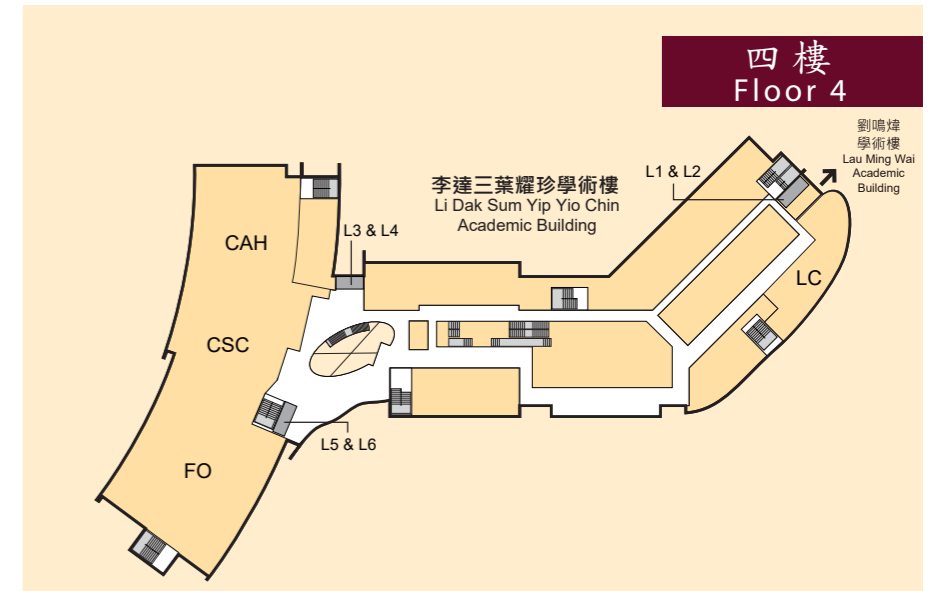 四樓
Floor 4
劉鳴煒
學術樓
Lau Ming Wai
Academic
Building
L1 & L2
李達三葉耀珍學術樓
Li Dak Sum Yip Yio Chin
Academic Building
L3 & L4
CAH
LC
CSC
L5 & L6
FO